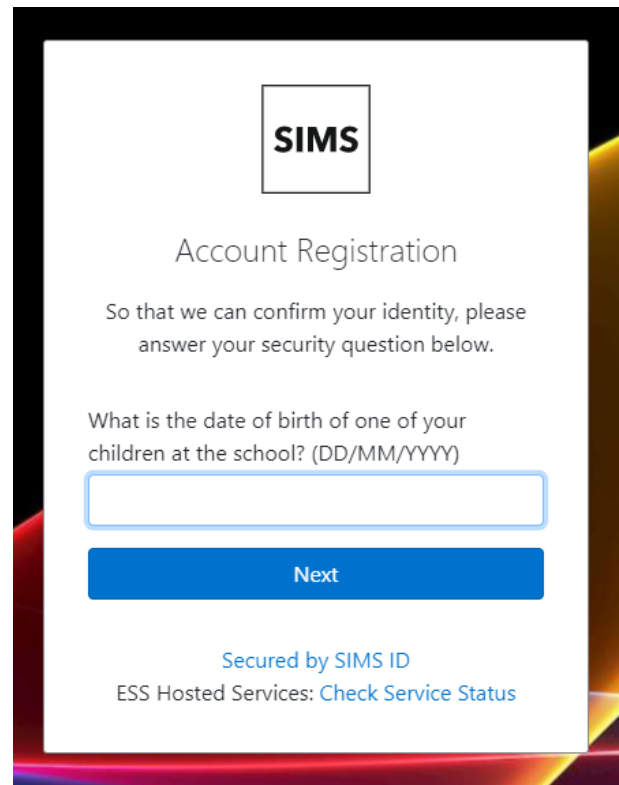 SIMS
Account Registration
So that we can confirm your identity, please
answer your security question below.
What is the date of birth of one of your
children at the school? (DD/MM/YYYY)
Next
Secured by SIMS ID
ESS Hosted Services: Check Service Status